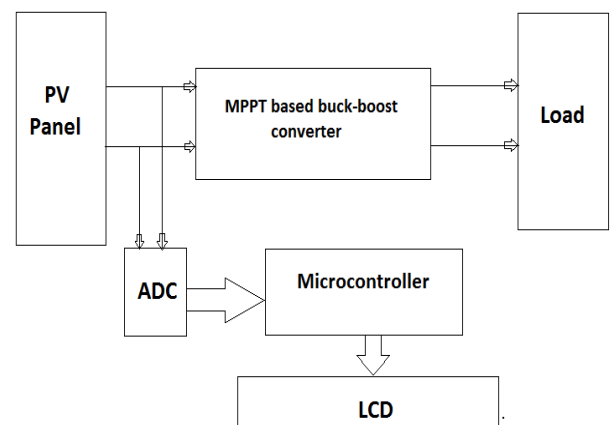 PV
Panel
MPPT based buck-boost
converter
Load
ADC
Microcontroller
LCD
.